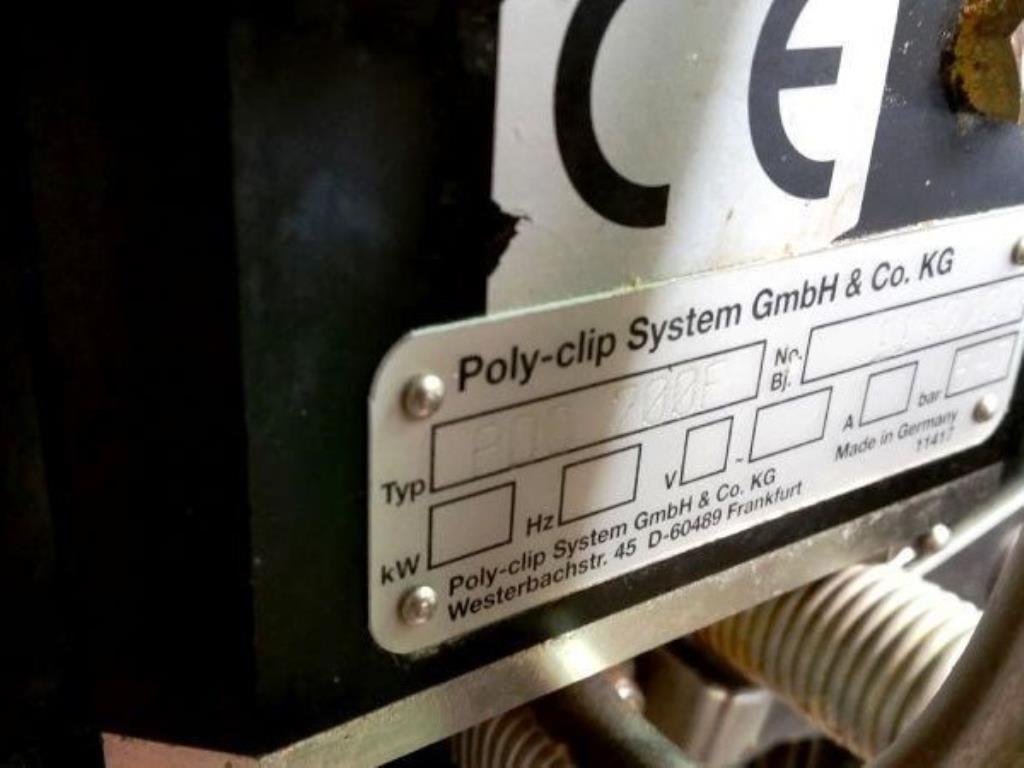 CE
Poly-clip System GmbH & Co. KG
Typ
No.
Bj.
kW
Hz
V
~
A
bar
Poly-clip System GmbH & Co. KG
Westerbachstr. 45 D-60489 Frankfurt
Made in Germany
11417